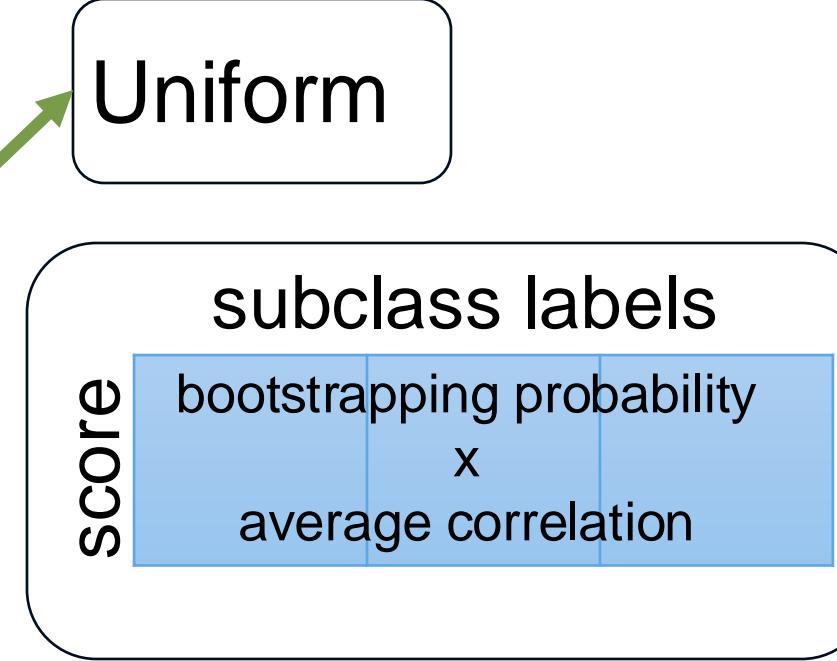 Uniform
subclass labels
score
bootstrapping probability
x
average correlation